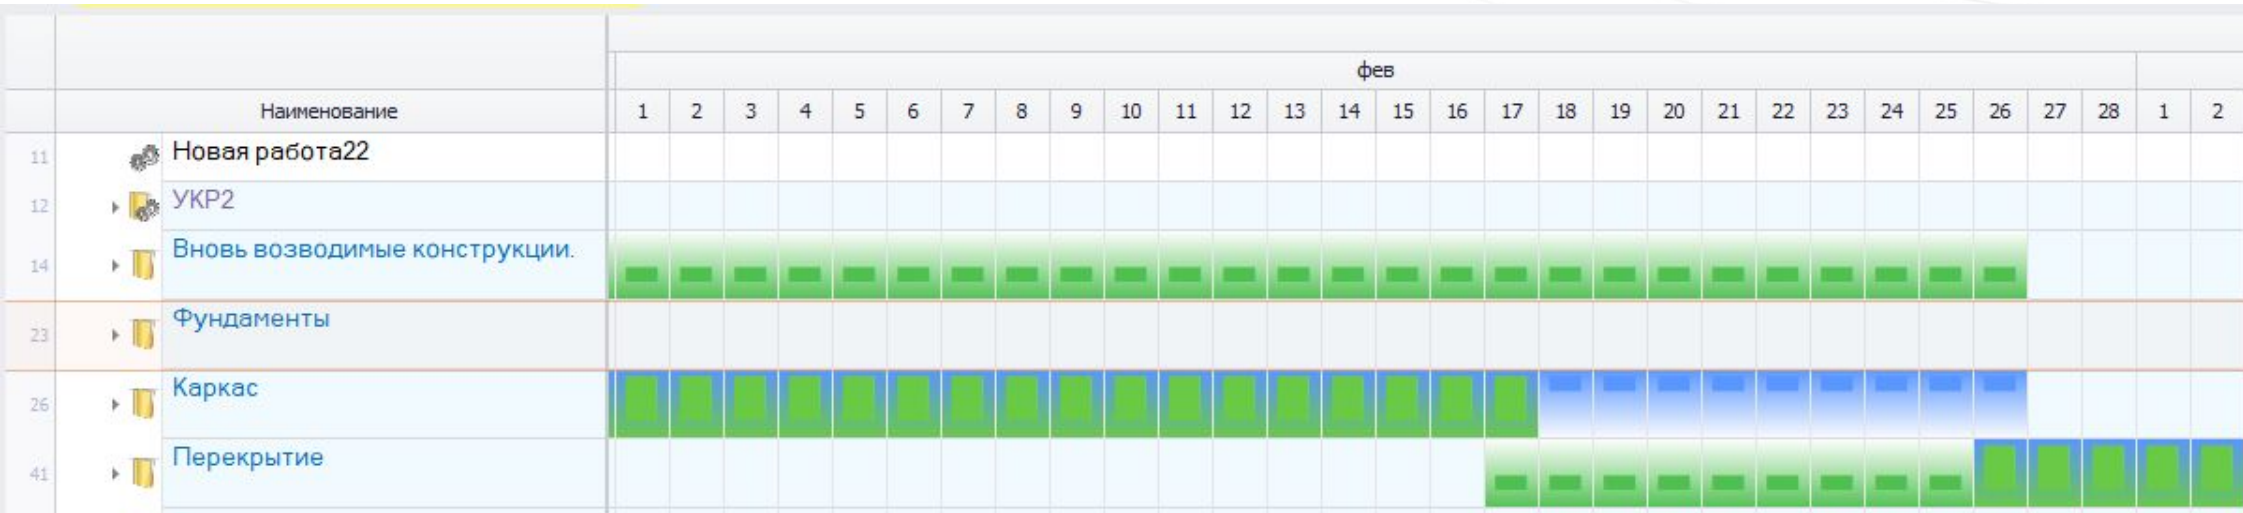 фев
Наименование 1 2 3 4 5 6 7 8 9 10 11 12 13 14 15 16 17 18 19 20 21 22 23 24 25 26 27 28 1 2
11 Новая работа22
12 УКР2
14 Вновь возводимые конструкции.
23 Фундаменты
26 Каркас
41 Перекрытие